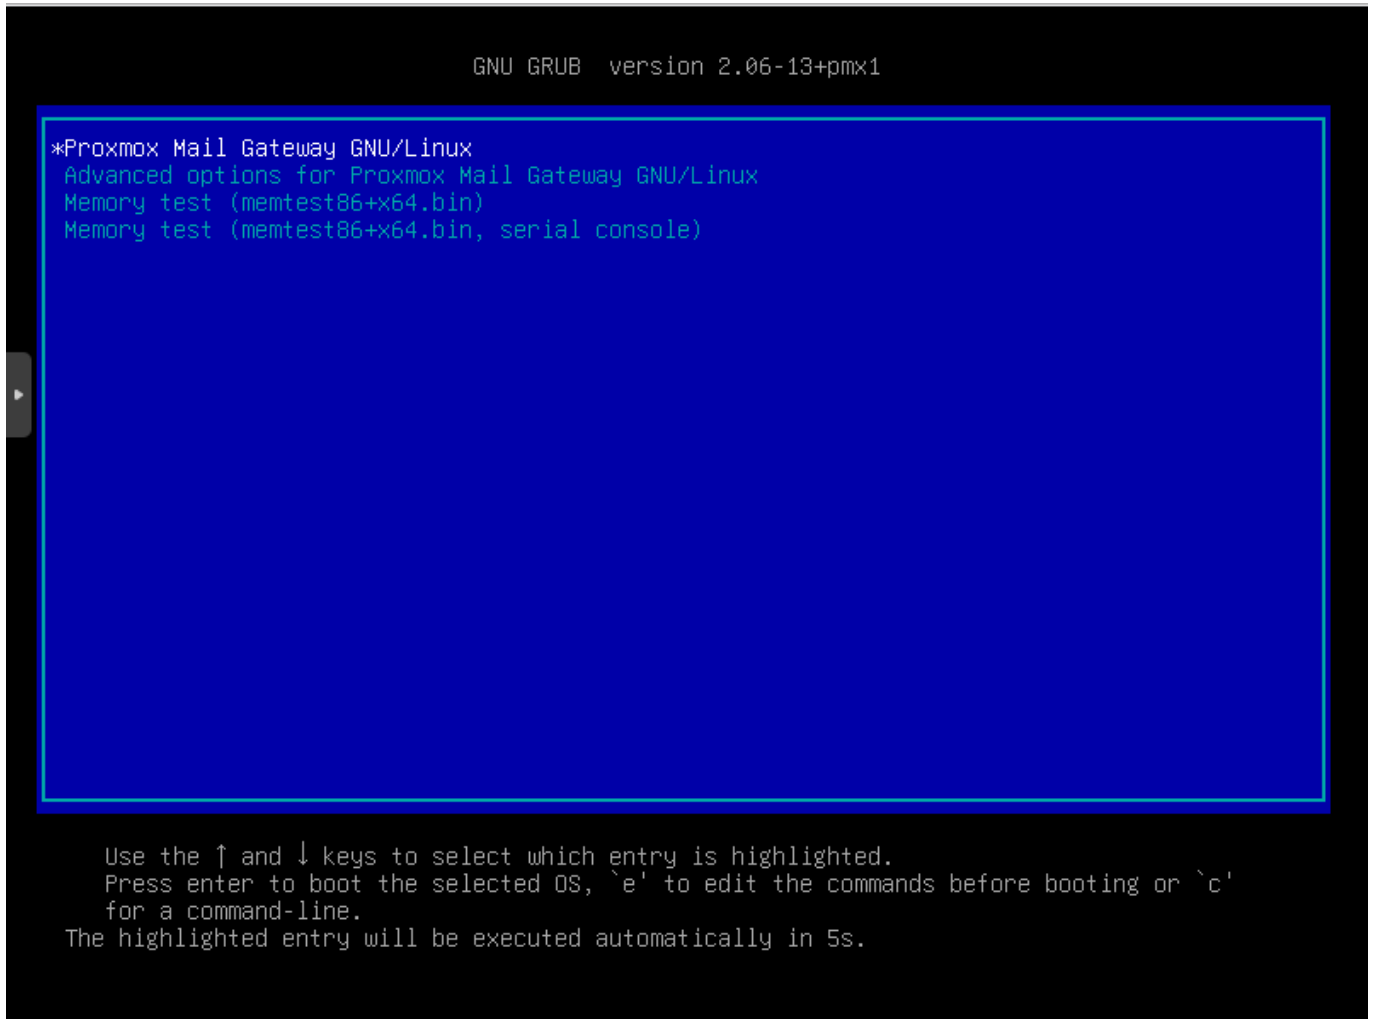 GNU GRUB  version 2.06-13+pmx1
*Proxmox Mail Gateway GNU/Linux
Advanced options for Proxmox Mail Gateway GNU/Linux
Memory test (memtest86+x64.bin)
Memory test (memtest86+x64.bin, serial console)
Use the ↑ and ↓ keys to select which entry is highlighted.
Press enter to boot the selected OS, `e' to edit the commands before booting or `c'
for a command-line.
The highlighted entry will be executed automatically in 5s.